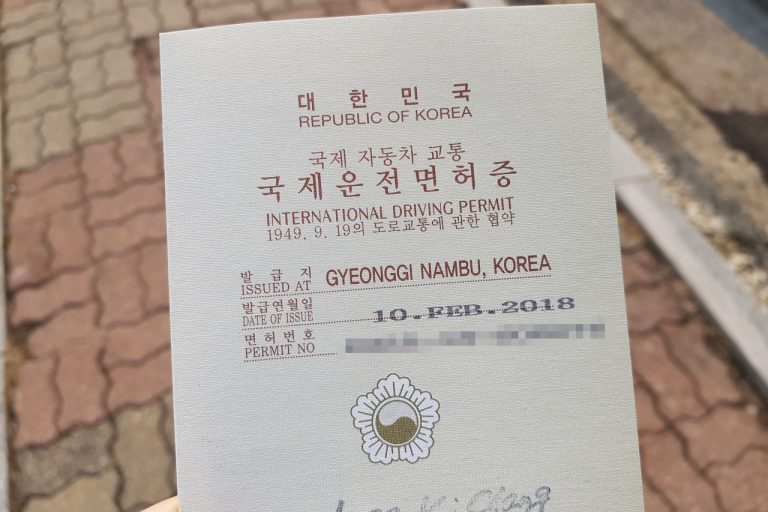 대한민국
REPUBLIC OF KOREA
국제 자동차 교통
국제운전면허증
INTERNATIONAL DRIVING PERMIT
1949. 9. 19의 도로교통에 관한 협약
발급지
ISSUED AT GYEONGGI NAMBU, KOREA
발급연월일
DATE OF ISSUE 10. FEB. 2018
면허번호
PERMIT NO